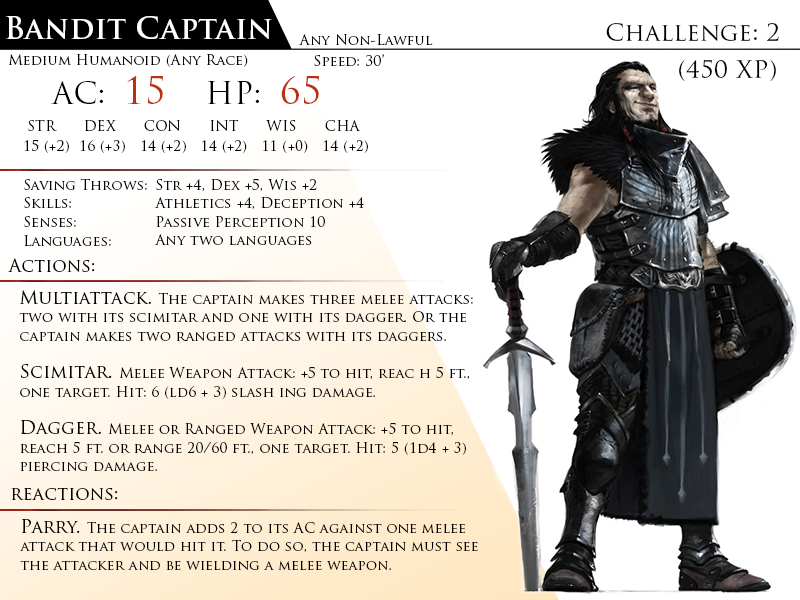 BANDIT CAPTAIN
ANY NON-LAWFUL
CHALLENGE: 2
MEDIUM HUMANOID (ANY RACE)
SPEED: 30'
(450 XP)
AC: 15 HP: 65
STR DEX CON INT WIS CHA
15 (+2) 16 (+3) 14 (+2) 14 (+2) 11 (+0) 14 (+2)
SAVING THROWS: STR +4, DEX +5, WIS +2
SKILLS: ATHLETICS +4, DECEPTION +4
SENSES: PASSIVE PERCEPTION 10
LANGUAGES: ANY TWO LANGUAGES
ACTIONS:
MULTIATTACK. THE CAPTAIN MAKES THREE MELEE ATTACKS:
TWO WITH ITS SCIMITAR AND ONE WITH ITS DAGGER. OR THE
CAPTAIN MAKES TWO RANGED ATTACKS WITH ITS DAGGERS.
SCIMITAR. MELEE WEAPON ATTACK: +5 TO HIT, REAC H 5 FT.,
ONE TARGET. HIT: 6 (LD6 + 3) SLASH ING DAMAGE.
DAGGER. MELEE OR RANGED WEAPON ATTACK: +5 TO HIT,
REACH 5 FT. OR RANGE 20/60 FT., ONE TARGET. HIT: 5 (1D4 + 3)
PIERCING DAMAGE.
REACTIONS:
PARRY. THE CAPTAIN ADDS 2 TO ITS AC AGAINST ONE MELEE
ATTACK THAT WOULD HIT IT. TO DO SO, THE CAPTAIN MUST SEE
THE ATTACKER AND BE WIELDING A MELEE WEAPON.